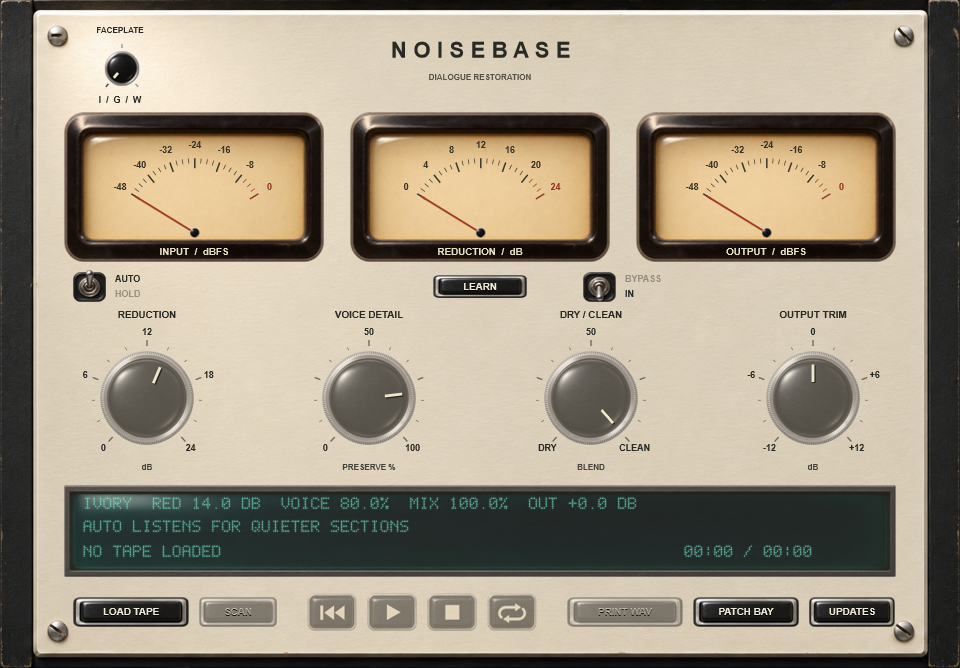 FACEPLATE
I / G / W
NOISEBASE
DIALOGUE RESTORATION
-48 -40 -32 -24 -16 -8 0
INPUT / dBFS
0 4 8 12 16 20 24
REDUCTION / dB
-48 -40 -32 -24 -16 -8 0
OUTPUT / dBFS
AUTO
HOLD
LEARN
BYPASS
IN
REDUCTION
0 6 12 18 24
dB
VOICE DETAIL
0 50 100
PRESERVE %
DRY / CLEAN
DRY 50 CLEAN
BLEND
OUTPUT TRIM
-12 -6 0 +6 +12
dB
IVORY RED 14.0 DB VOICE 80.0% MIX 100.0% OUT +0.0 DB
AUTO LISTENS FOR QUIETER SECTIONS
NO TAPE LOADED 00:00 / 00:00
LOAD TAPE SCAN PRINT WAV PATCH BAY UPDATES